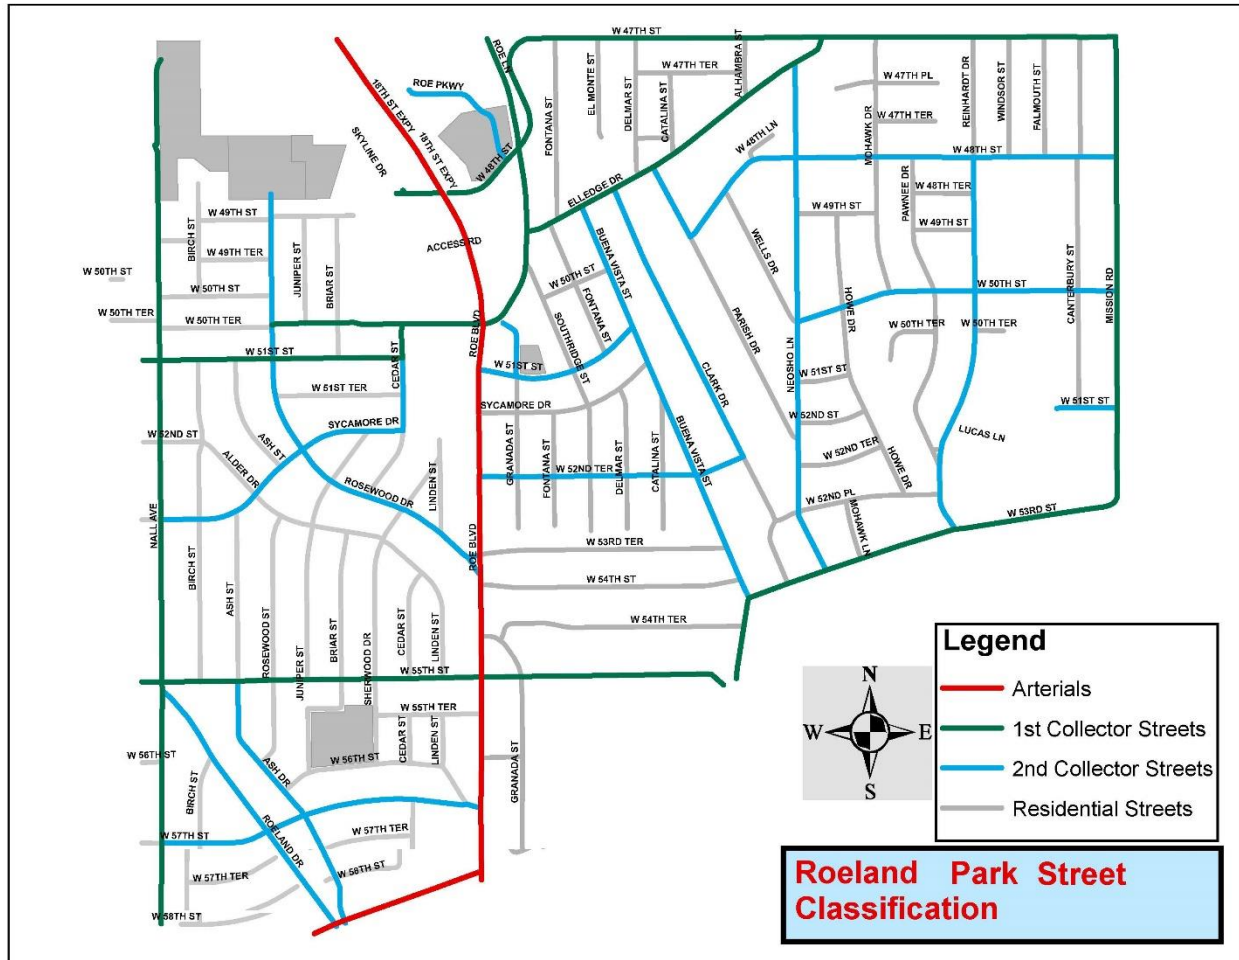 W 47TH ST
ROE LN
ROE PKWY
18TH ST EXPY
18TH ST EXPY
SKYLINE DR
W 48TH ST
FONTANA ST
EL MONTE ST
DELMAR ST
W 47TH TER
CATALINA ST
ALHAMBRA ST
W 48TH LN
MOHAWK DR
W 47TH PL
W 47TH TER
REINHARDT DR
WINDSOR ST
FALMOUTH ST
W 48TH ST
ELLEDGE DR
PAWNEE DR
W 48TH TER
W 49TH ST
W 49TH ST
BIRCH ST
W 49TH ST
W 49TH TER
JUNIPER ST
BRIAR ST
ACCESS RD
BUENA VISTA ST
WELLS DR
CANTERBURY ST
MISSION RD
W 50TH ST
W 50TH ST
W 50TH TER
W 50TH TER
W 50TH ST
FONTANA ST
SOUTHRIDGE ST
HOWE DR
W 50TH ST
W 50TH TER
W 50TH TER
PARISH DR
NEOSHO LN
ROE BLVD
W 51ST ST
CEDAR ST
W 51ST ST
W 51ST TER
SYCAMORE DR
SYCAMORE DR
CLARK DR
W 51ST ST
W 52ND ST
W 51ST ST
LUCAS LN
W 52ND ST
ASH ST
ALDER DR
ROSEWOOD DR
LINDEN ST
GRANADA ST
FONTANA ST
W 52ND TER
DELMAR ST
CATALINA ST
BUENA VISTA ST
W 52ND TER
HOWE DR
W 52ND PL
MOHAWK LN
W 53RD ST
NALL AVE
ROE BLVD
W 53RD TER
W 54TH ST
W 54TH TER
BIRCH ST
ASH ST
ROSEWOOD ST
JUNIPER ST
BRIAR ST
SHERWOOD DR
CEDAR ST
LINDEN ST
W 55TH ST
W 55TH TER
CEDAR ST
LINDEN ST
W 56TH ST
W 56TH ST
GRANADA ST
BIRCH ST
ASH DR
ROELAND DR
W 57TH ST
W 57TH TER
W 57TH TER
W 58TH ST
W 58TH ST
Legend
Arterials
1st Collector Streets
2nd Collector Streets
Residential Streets
N
W
E
S
Roeland Park Street
Classification